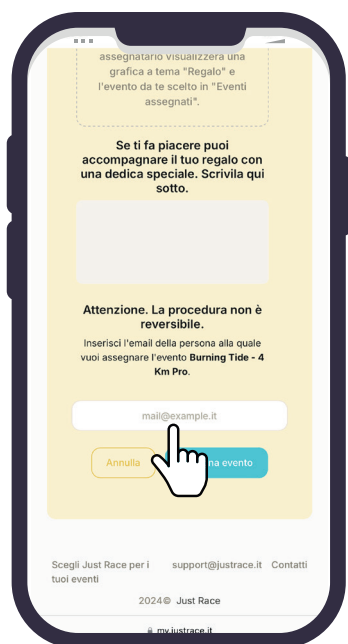 assegnatario visualizzerà una
grafica a tema "Regalo" e
l'evento da te scelto in "Eventi
assegnati".
Se ti fa piacere puoi
accompagnare il tuo regalo con
una dedica speciale. Scrivila qui
sotto.
Attenzione. La procedura non è
reversibile.
Inserisci l'email della persona alla quale
vuoi assegnare l'evento Burning Tide - 4
Km Pro.
mail@example.it
Annulla
na evento
Scegli Just Race per i
tuoi eventi
support@justrace.it
Contatti
2024© Just Race
my.justrace.it